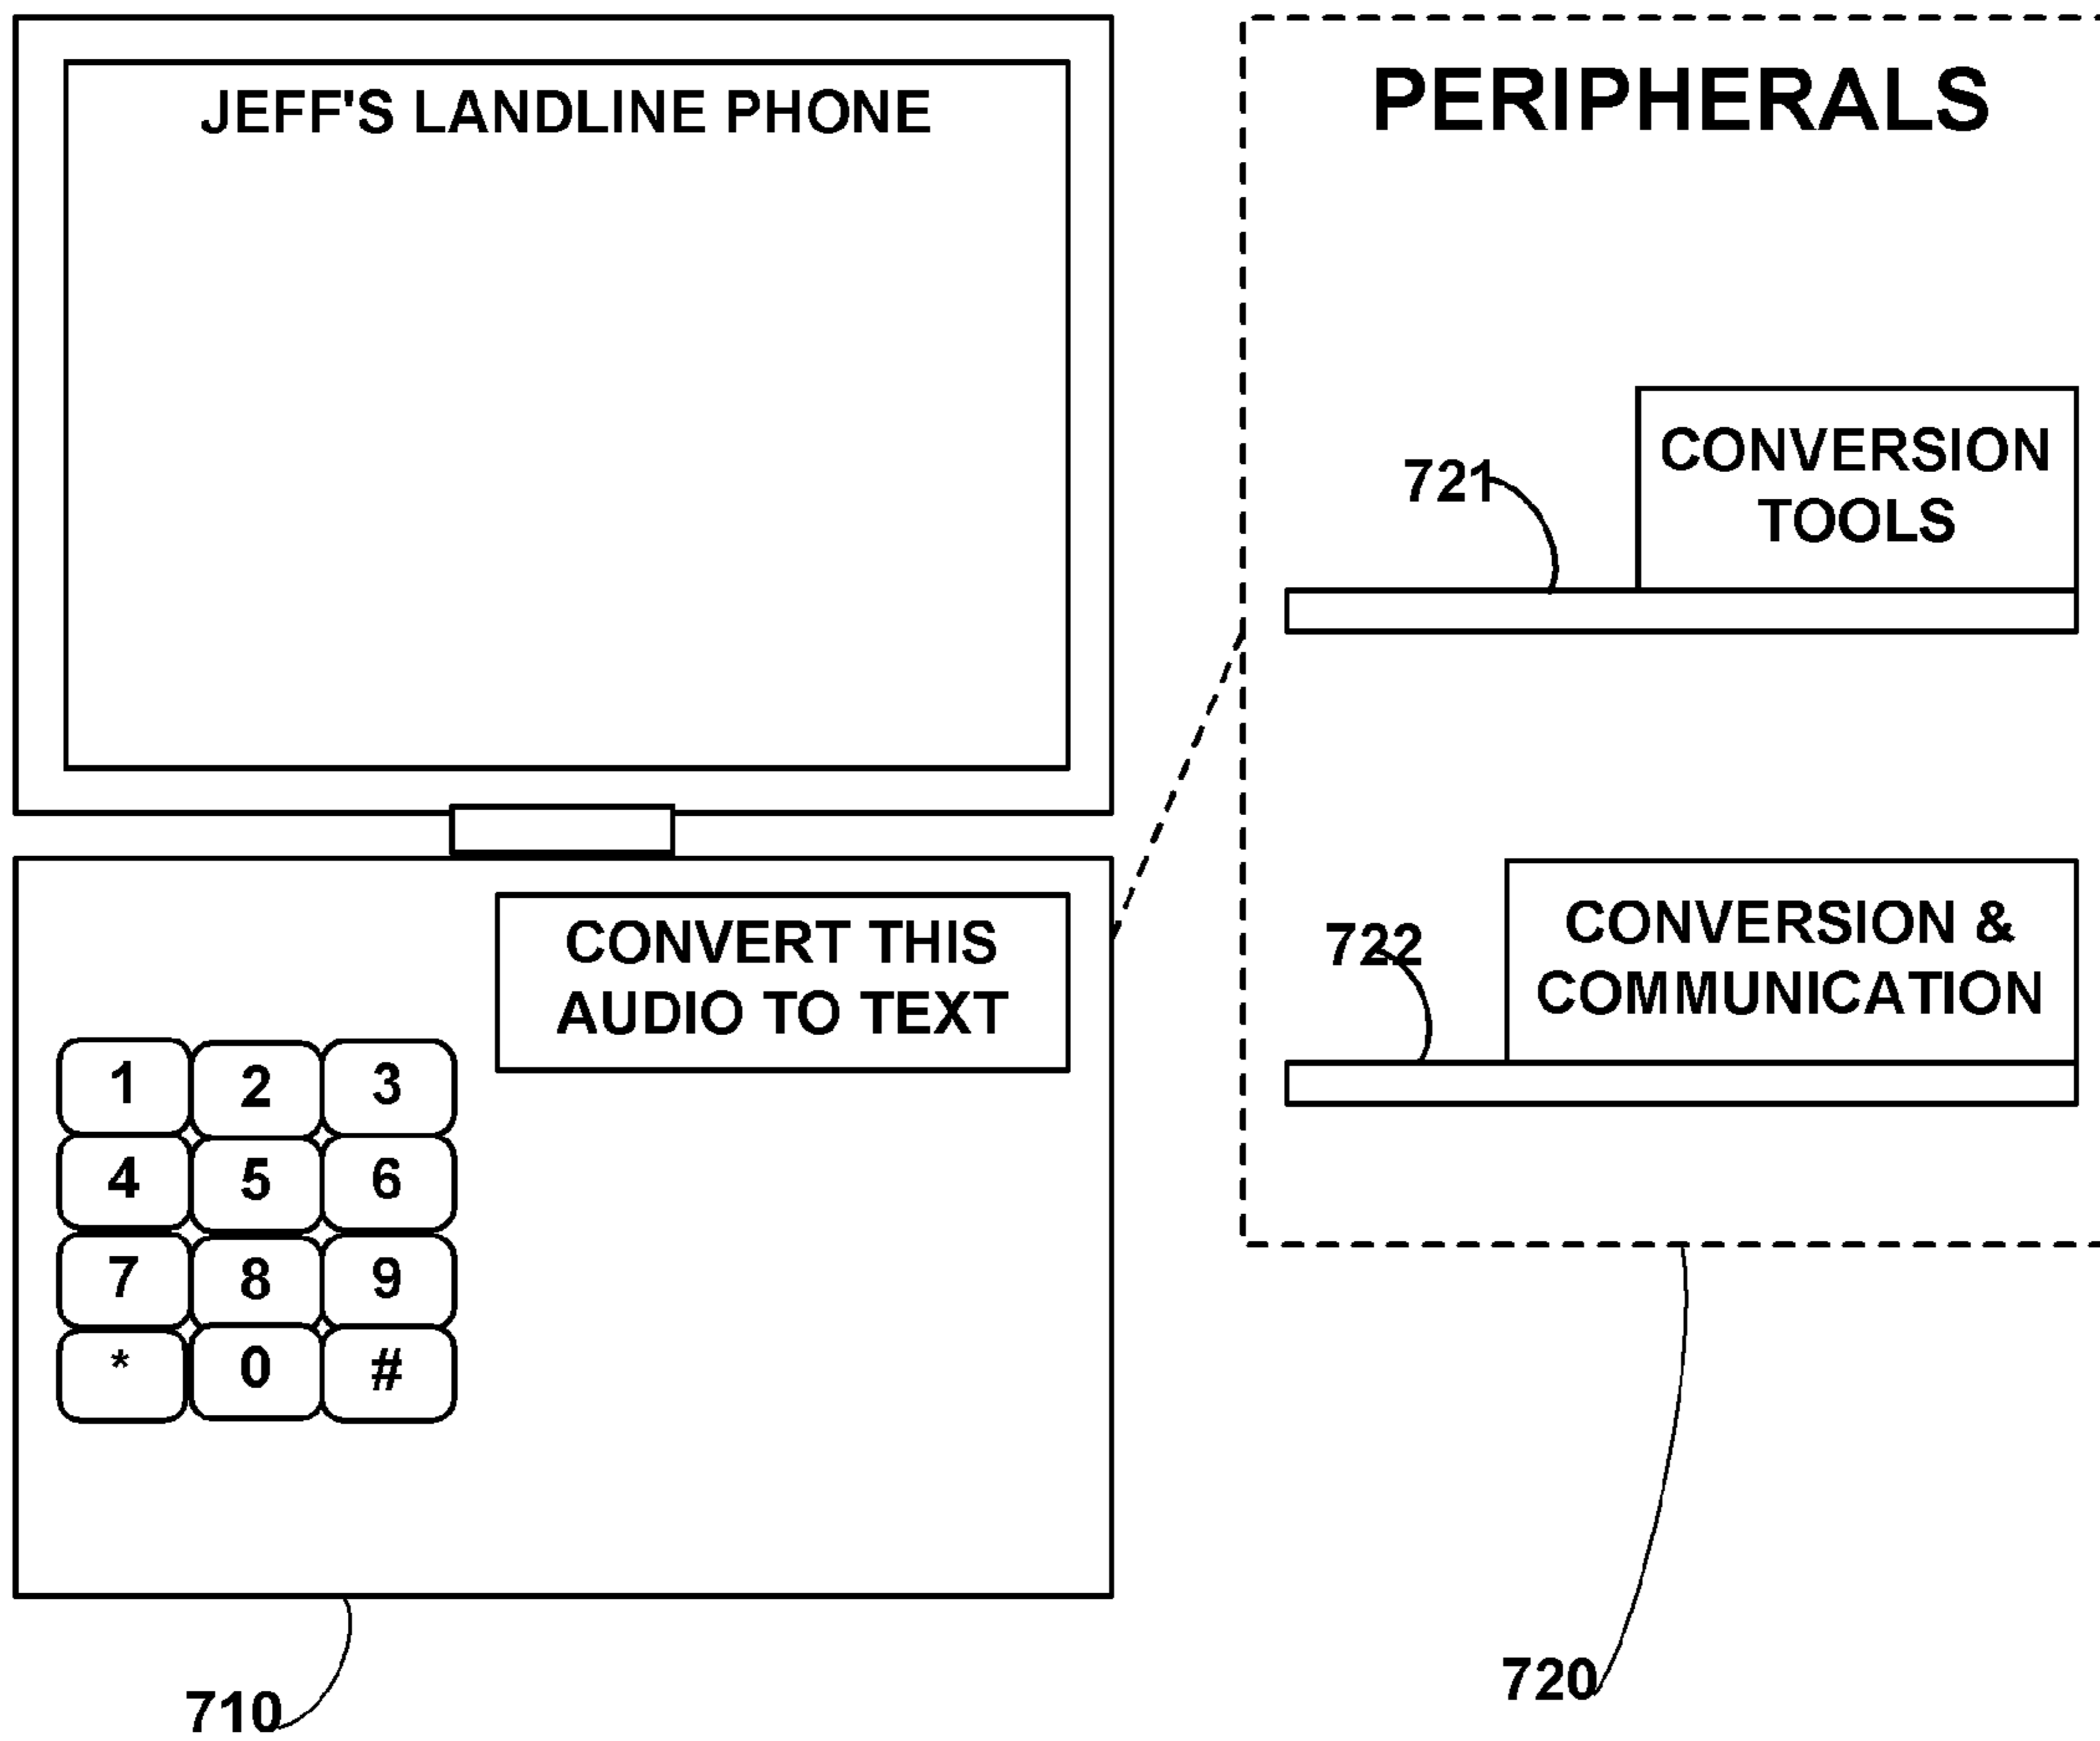 JEFF'S LANDLINE PHONE
CONVERT THIS
AUDIO TO TEXT
1 2 3
4 5 6
7 8 9
* 0 #
710
PERIPHERALS
721
CONVERSION
TOOLS
722
CONVERSION &
COMMUNICATION
720